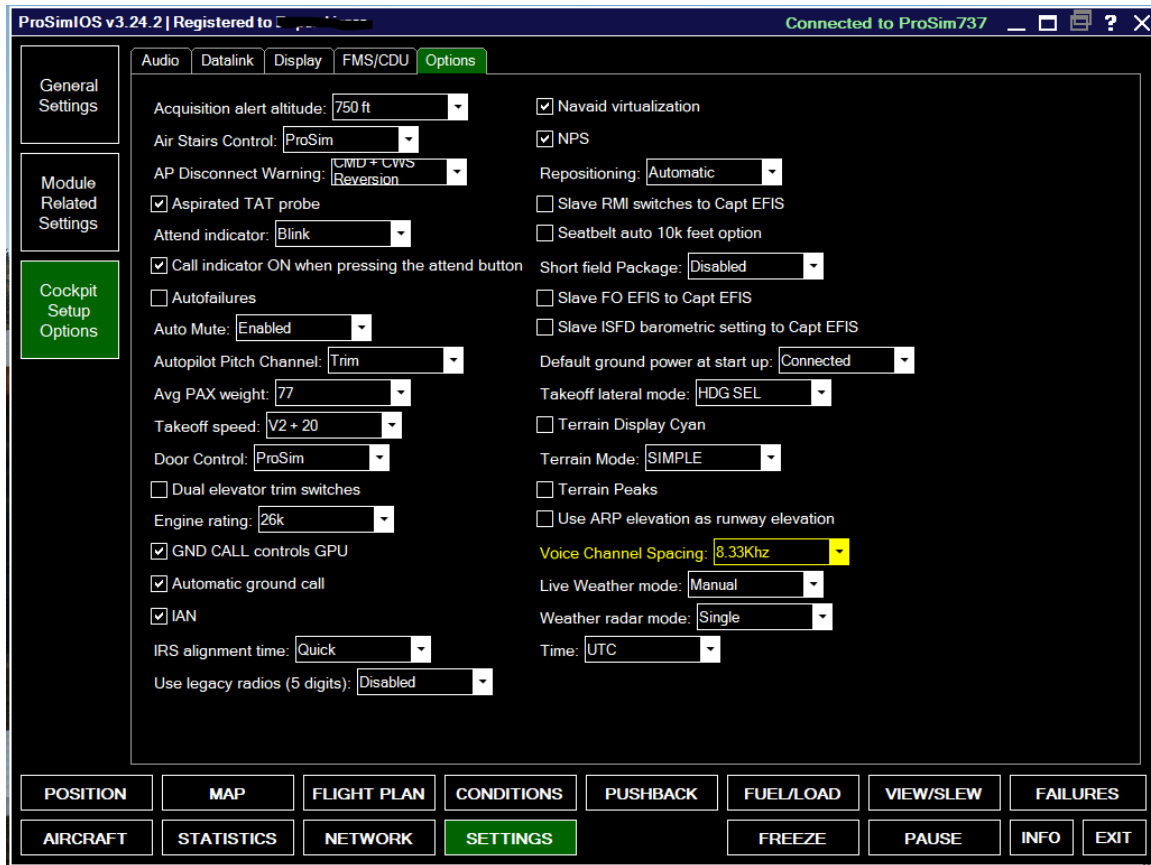 ProSimIOS v3.24.2 | Registered to
Connected to ProSim737
General
Settings
Module
Related
Settings
Cockpit
Setup
Options
Audio Datalink Display FMS/CDU Options
Acquisition alert altitude: 750 ft
Air Stairs Control: ProSim
AP Disconnect Warning: CMD + CWS
Reversion
Aspirated TAT probe
Attend indicator: Blink
Call indicator ON when pressing the attend button
Autofailures
Auto Mute: Enabled
Autopilot Pitch Channel: Trim
Avg PAX weight: 77
Takeoff speed: V2 + 20
Door Control: ProSim
Dual elevator trim switches
Engine rating: 26k
GND CALL controls GPU
Automatic ground call
IAN
IRS alignment time: Quick
Use legacy radios (5 digits): Disabled
Navaid virtualization
NPS
Repositioning: Automatic
Slave RMI switches to Capt EFIS
Seatbelt auto 10k feet option
Short field Package: Disabled
Slave FO EFIS to Capt EFIS
Slave ISFD barometric setting to Capt EFIS
Default ground power at start up: Connected
Takeoff lateral mode: HDG SEL
Terrain Display Cyan
Terrain Mode: SIMPLE
Terrain Peaks
Use ARP elevation as runway elevation
Voice Channel Spacing: 8.33Khz
Live Weather mode: Manual
Weather radar mode: Single
Time: UTC
POSITION MAP FLIGHT PLAN CONDITIONS PUSHBACK FUEL/LOAD VIEW/SLEW FAILURES
AIRCRAFT STATISTICS NETWORK SETTINGS FREEZE PAUSE INFO EXIT